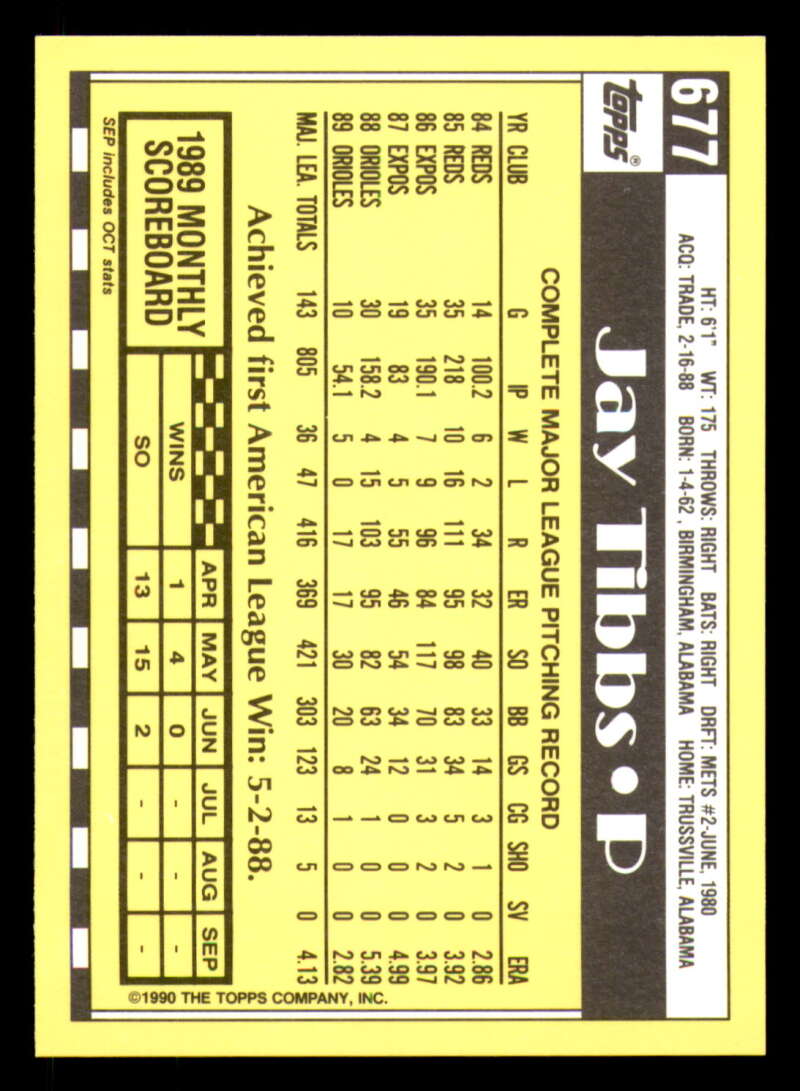 677
topps®
HT: 6'1" WT: 175 THROWS: RIGHT BATS: RIGHT DRFT: METS #2-JUNE, 1980
ACQ: TRADE, 2-16-88 BORN: 1-4-62, BIRMINGHAM, ALABAMA HOME: TRUSSVILLE, ALABAMA
Jay Tibbs • P
COMPLETE MAJOR LEAGUE PITCHING RECORD
YR CLUB G IP W L R ER SO BB GS CG SHO SV ERA
84 REDS 14 100.2 6 2 34 32 40 33 14 3 1 0 2.86
85 REDS 35 218 10 16 111 95 98 83 34 5 2 0 3.92
86 EXPOS 35 190.1 7 9 96 84 117 70 31 3 2 0 3.97
87 EXPOS 19 83 4 5 55 46 54 34 12 0 0 0 4.99
88 ORIOLES 30 158.2 4 15 103 95 82 63 24 1 0 0 5.39
89 ORIOLES 10 54.1 5 0 17 17 30 20 8 1 0 0 2.82
MAJ. LEA. TOTALS 143 805 36 47 416 369 421 303 123 13 5 0 4.13
Achieved first American League Win: 5-2-88.
1989 MONTHLY
SCOREBOARD
APR MAY JUN JUL AUG SEP
WINS 1 4 0 - - -
SO 13 15 2 - - -
SEP includes OCT stats
©1990 THE TOPPS COMPANY, INC.